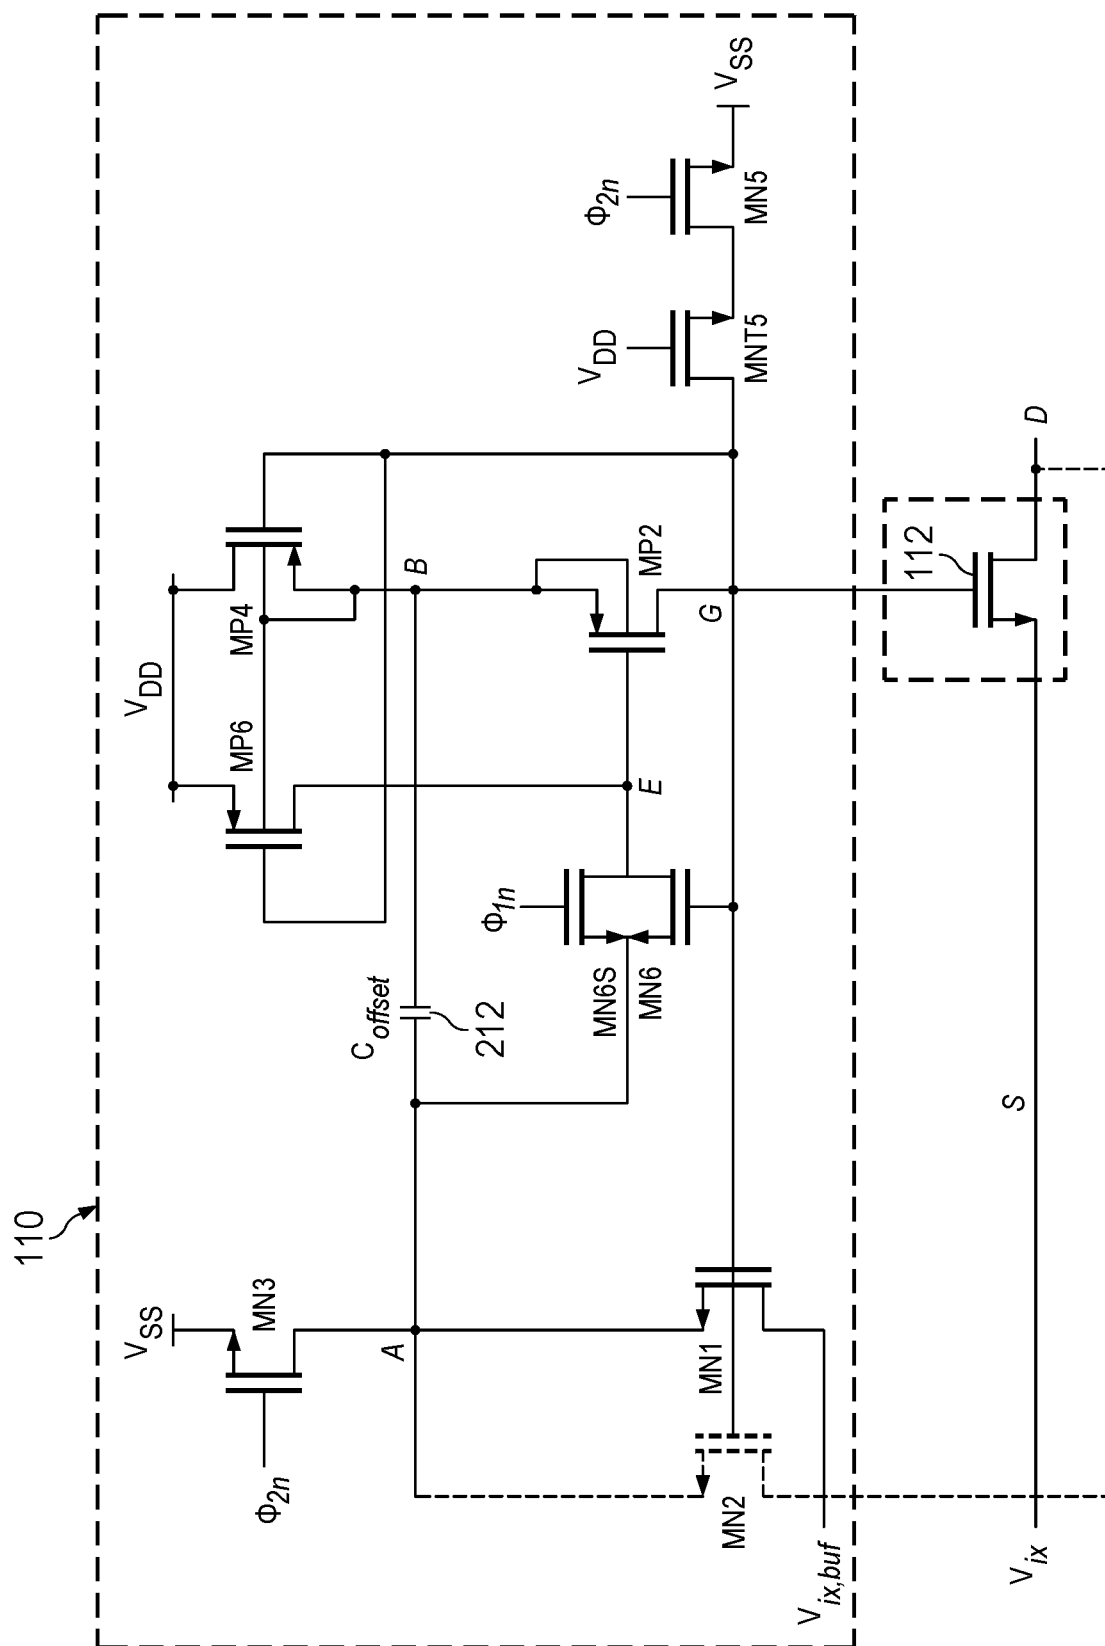 110
V_SS
MN3
Φ_2n
A
MN1
MN2
V_ix,buf
V_ix
S
C_offset
212
Φ_1n
MN6S
MN6
E
V_DD
MP6
MP4
B
MP2
G
112
D
V_DD
MNT5
Φ_2n
MN5
V_SS